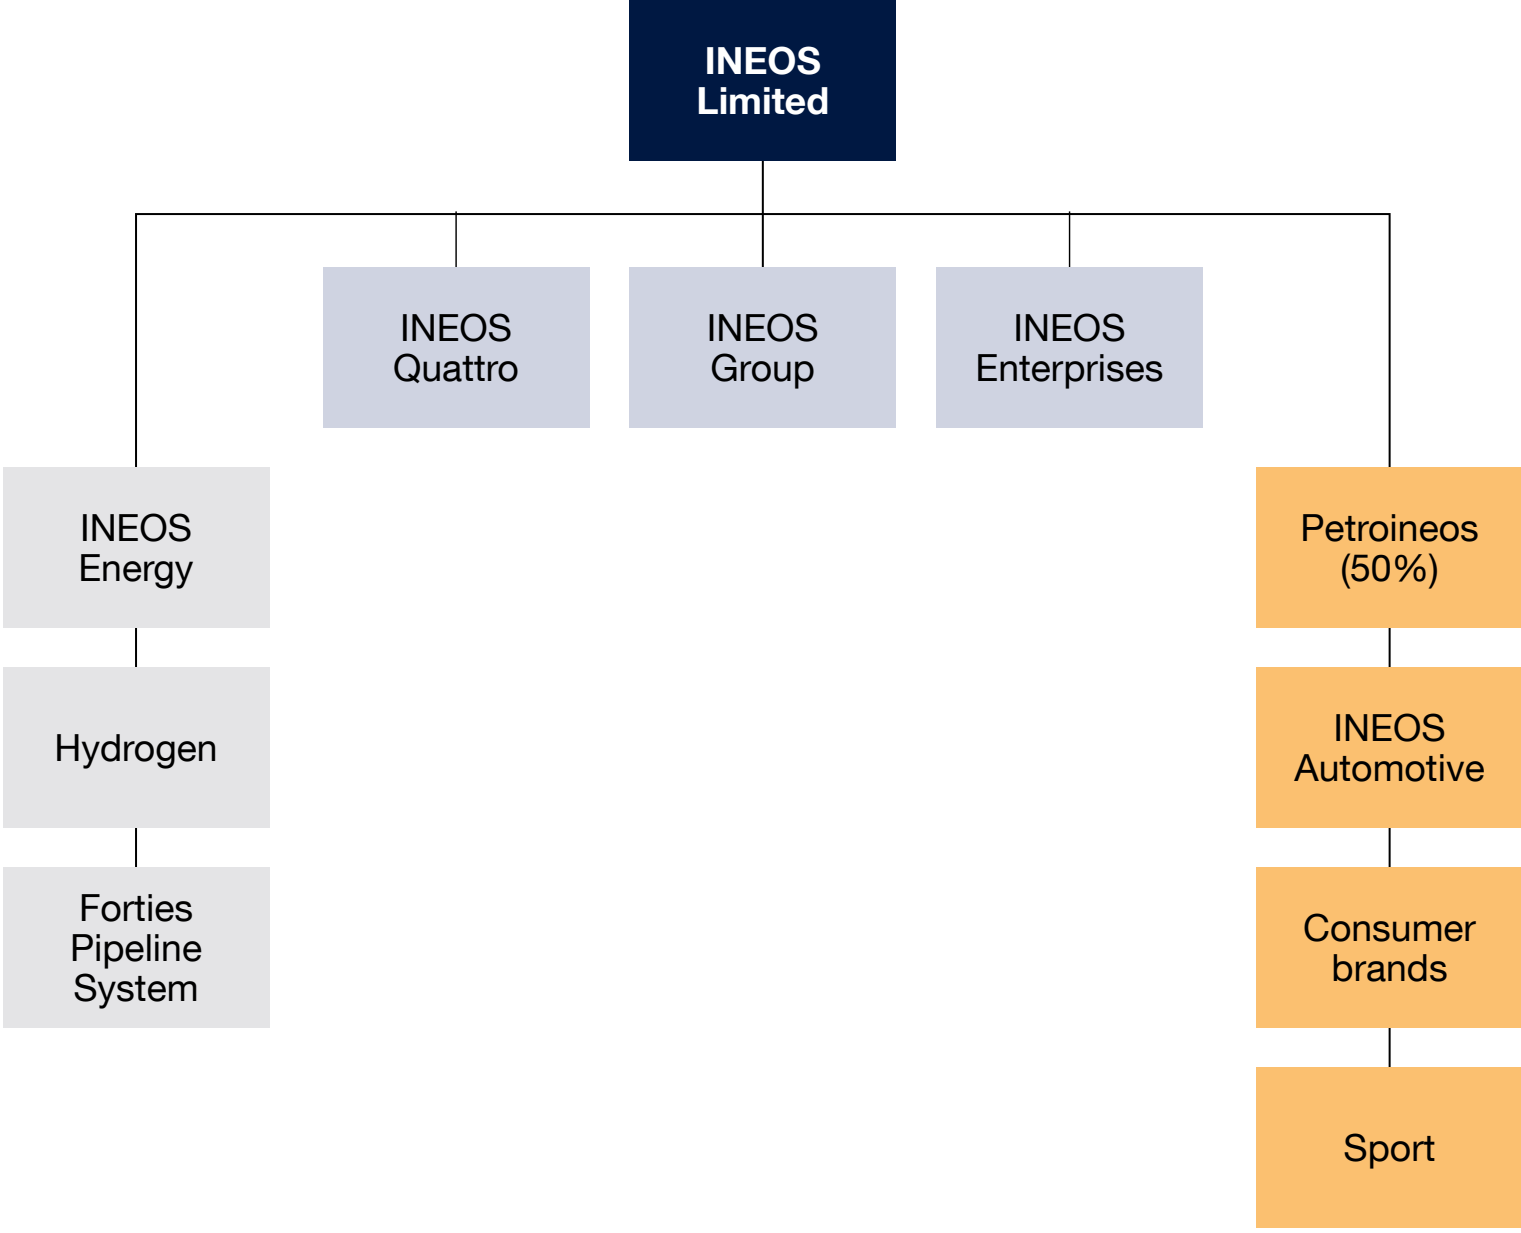 INEOS
Limited
INEOS
Quattro
INEOS
Group
INEOS
Enterprises
INEOS
Energy
Hydrogen
Forties
Pipeline
System
Petroineos
(50%)
INEOS
Automotive
Consumer
brands
Sport